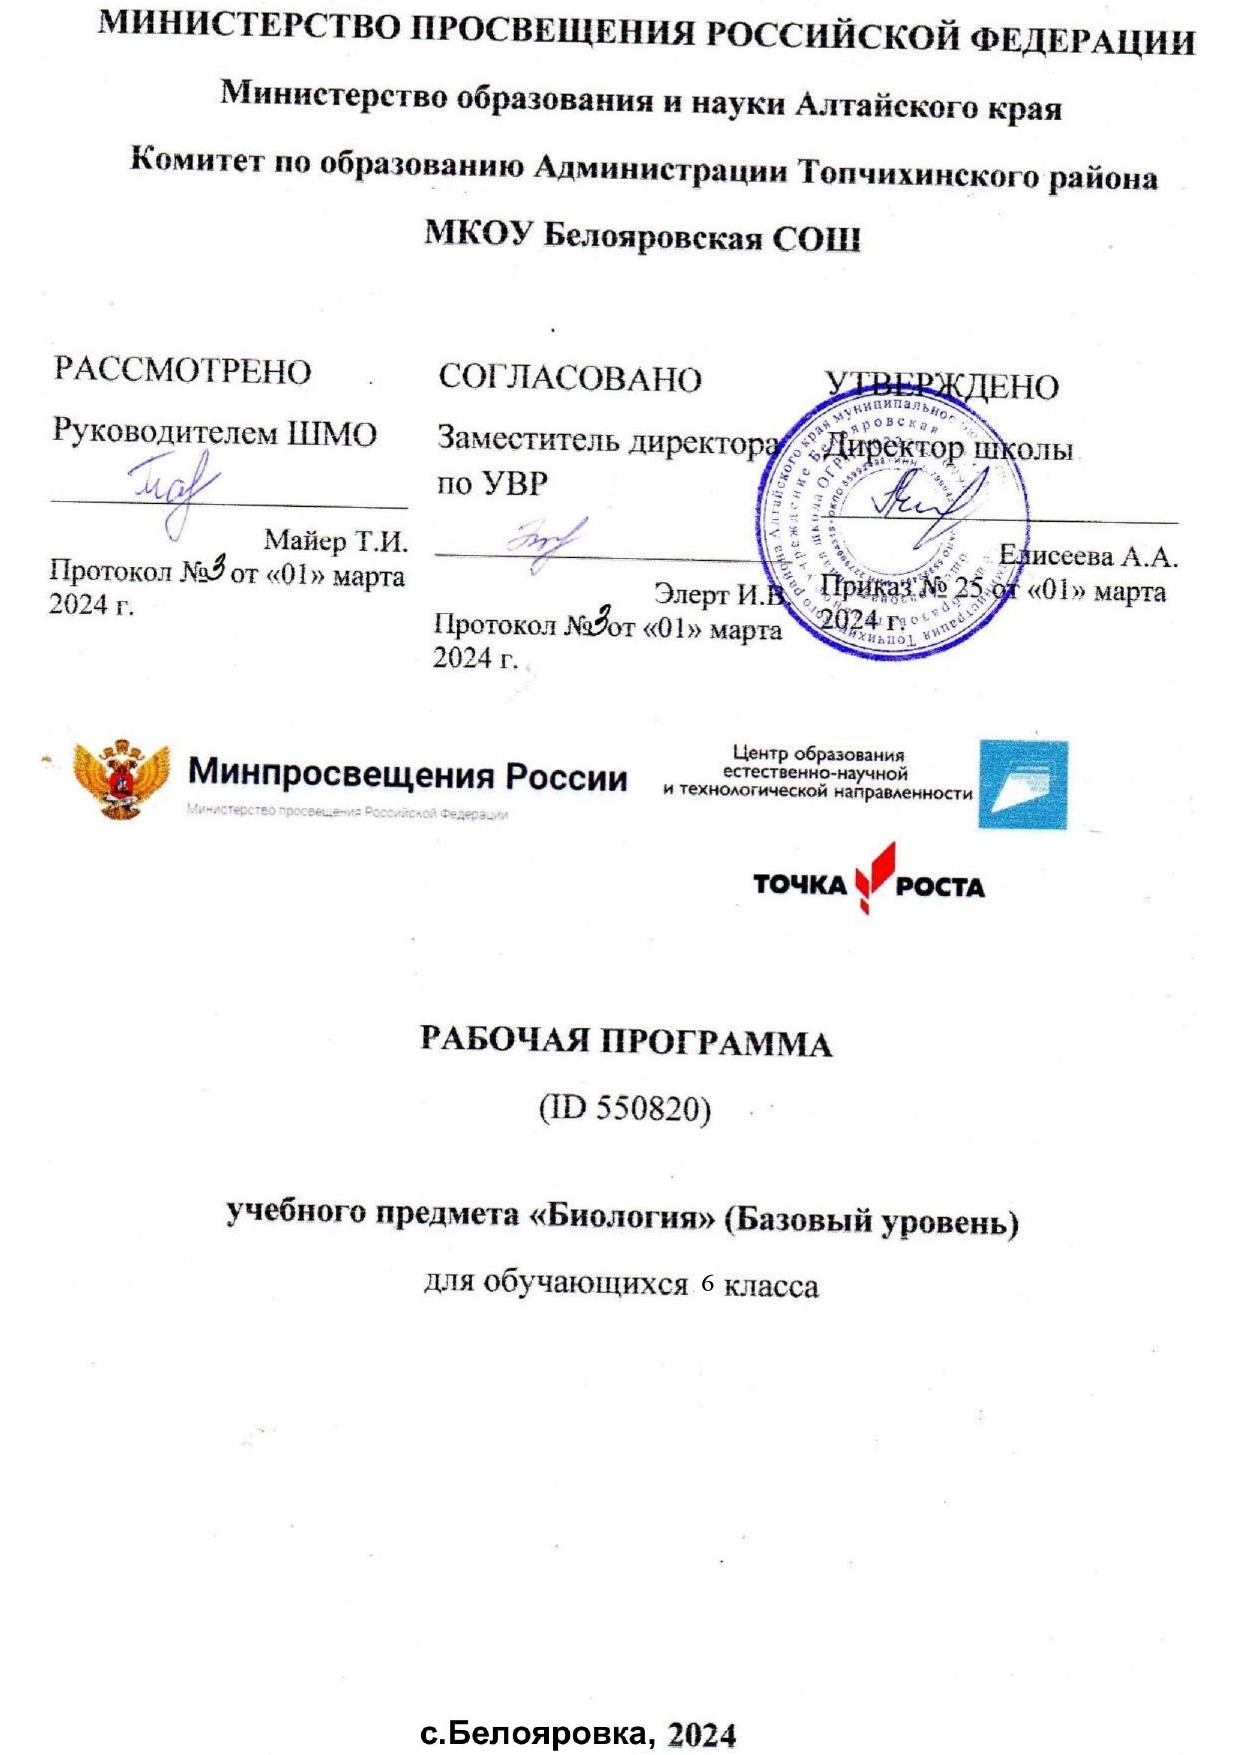 МИНИСТЕРСТВО ПРОСВЕЩЕНИЯ РОССИЙСКОЙ ФЕДЕРАЦИИ
Министерство образования и науки Алтайского края
Комитет по образованию Администрации Топчихинского района
МКОУ Белояровская СОШ
РАССМОТРЕНО
Руководителем ШМО
Майер Т.И.
Протокол №3 от «01» марта
2024 г.
СОГЛАСОВАНО
Заместитель директора
по УВР
Элерт И.В.
Протокол №3 от «01» марта
2024 г.
УТВЕРЖДЕНО
Директор школы
Елисеева А.А.
Приказ № 25 от «01» марта
2024 г.
Минпросвещения России
Министерство просвещения Российской Федерации
Центр образования
естественно-научной
и технологической направленности
ТОЧКА РОСТА
РАБОЧАЯ ПРОГРАММА
(ID 550820)
учебного предмета «Биология» (Базовый уровень)
для обучающихся 6 класса
с.Белояровка, 2024